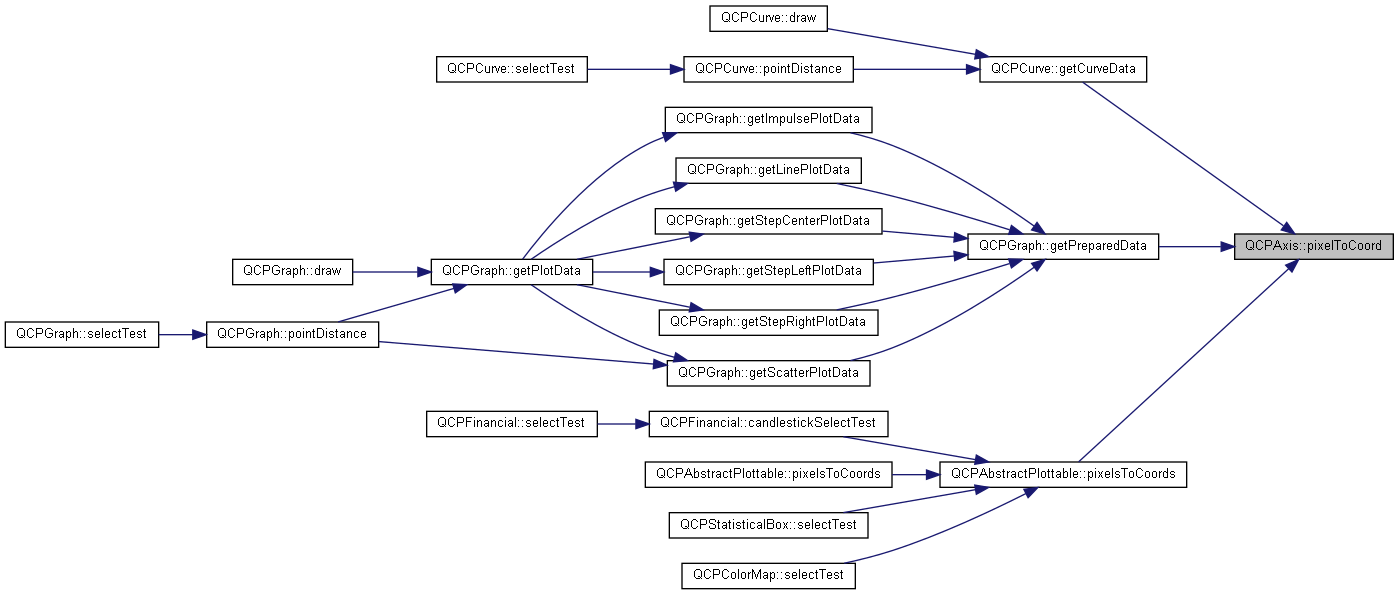 QCPCurve::draw
QCPCurve::selectTest
QCPCurve::pointDistance
QCPCurve::getCurveData
QCPGraph::getImpulsePlotData
QCPGraph::getLinePlotData
QCPGraph::getStepCenterPlotData
QCPGraph::getPreparedData
QCPAxis::pixelToCoord
QCPGraph::draw
QCPGraph::getPlotData
QCPGraph::getStepLeftPlotData
QCPGraph::getStepRightPlotData
QCPGraph::selectTest
QCPGraph::pointDistance
QCPGraph::getScatterPlotData
QCPFinancial::selectTest
QCPFinancial::candlestickSelectTest
QCPAbstractPlottable::pixelsToCoords
QCPAbstractPlottable::pixelsToCoords
QCPStatisticalBox::selectTest
QCPColorMap::selectTest